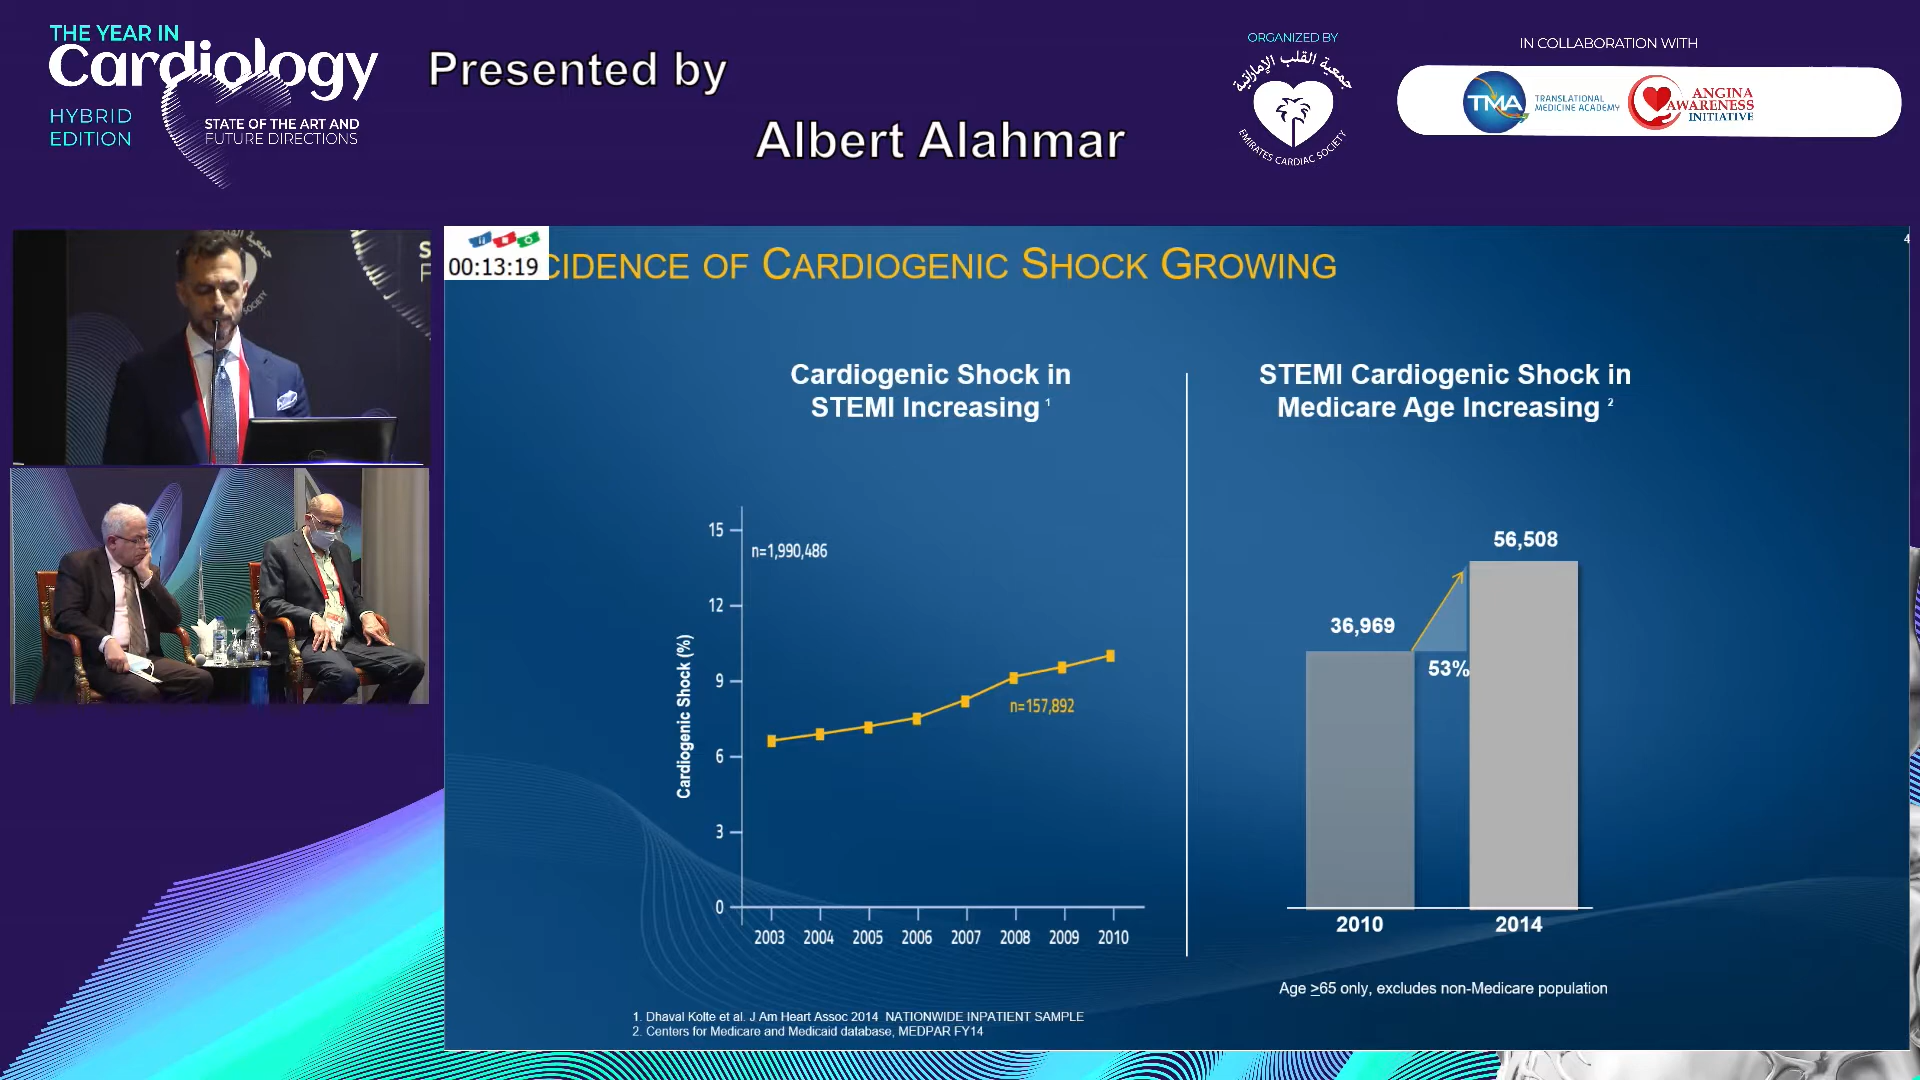 THE YEAR IN
Cardiology
HYBRID
EDITION
STATE OF THE ART AND
FUTURE DIRECTIONS
Presented by
Albert Alahmar
ORGANIZED BY
جمعية القلب الإماراتية
EMIRATES CARDIAC SOCIETY
IN COLLABORATION WITH
TMA
TRANSLATIONAL
MEDICINE ACADEMY
ANGINA
AWARENESS
INITIATIVE
00:13:19
CIDENCE OF CARDIOGENIC SHOCK GROWING
4
Cardiogenic Shock in
STEMI Increasing 1
15
n=1,990,486
12
9
n=157,892
6
3
0
Cardiogenic Shock (%)
2003 2004 2005 2006 2007 2008 2009 2010
STEMI Cardiogenic Shock in
Medicare Age Increasing 2
56,508
36,969
53%
2010 2014
Age ≥65 only, excludes non-Medicare population
1. Dhaval Kolte et al. J Am Heart Assoc 2014 NATIONWIDE INPATIENT SAMPLE
2. Centers for Medicare and Medicaid database, MEDPAR FY14